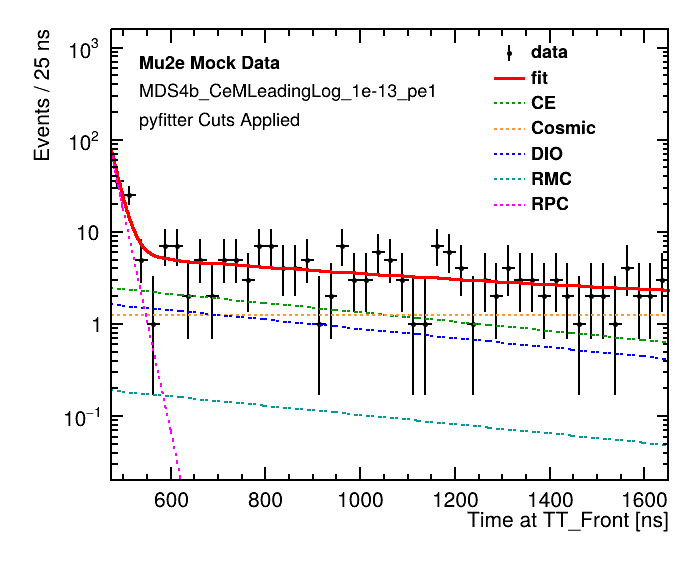 Events / 25 ns
10³
10²
10
1
10⁻¹
Mu2e Mock Data
MDS4b_CeMLeadingLog_1e-13_pe1
pyfitter Cuts Applied
data
fit
CE
Cosmic
DIO
RMC
RPC
600 800 1000 1200 1400 1600
Time at TT_Front [ns]